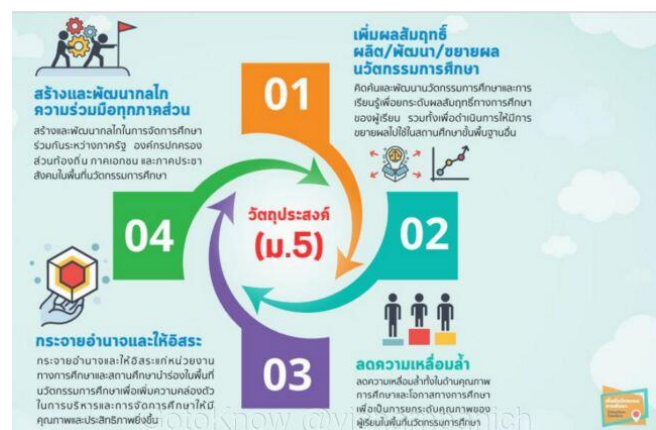 เพิ่มผลสัมฤทธิ์
ผลิต/พัฒนา/ขยายผล
นวัตกรรมการศึกษา
คิดค้นและพัฒนานวัตกรรมการศึกษาและการ
เรียนรู้เพื่อยกระดับผลสัมฤทธิ์ทางการศึกษา
ของผู้เรียน รวมทั้งเพื่อดำเนินการให้มีการ
ขยายผลไปใช้ในสถานศึกษาขั้นพื้นฐานอื่น
สร้างและพัฒนากลไก
ความร่วมมือทุกภาคส่วน
สร้างและพัฒนากลไกในการจัดการศึกษา
ร่วมกันระหว่างภาครัฐ องค์กรปกครอง
ส่วนท้องถิ่น ภาคเอกชน และภาคประชา
สังคมในพื้นที่นวัตกรรมการศึกษา
01
02
03
04
วัตถุประสงค์
(ม.5)
กระจายอำนาจและให้อิสระ
กระจายอำนาจและให้อิสระแก่หน่วยงาน
ทางการศึกษาและสถานศึกษานำร่องในพื้นที่
นวัตกรรมการศึกษาเพื่อเพิ่มความคล่องตัว
ในการบริหารและการจัดการศึกษาให้มี
คุณภาพและประสิทธิภาพยิ่งขึ้น
ลดความเหลื่อมล้ำ
ลดความเหลื่อมล้ำทั้งในด้านคุณภาพ
การศึกษาและโอกาสทางการศึกษา
เพื่อเป็นการยกระดับคุณภาพของ
ผู้เรียนในพื้นที่นวัตกรรมการศึกษา